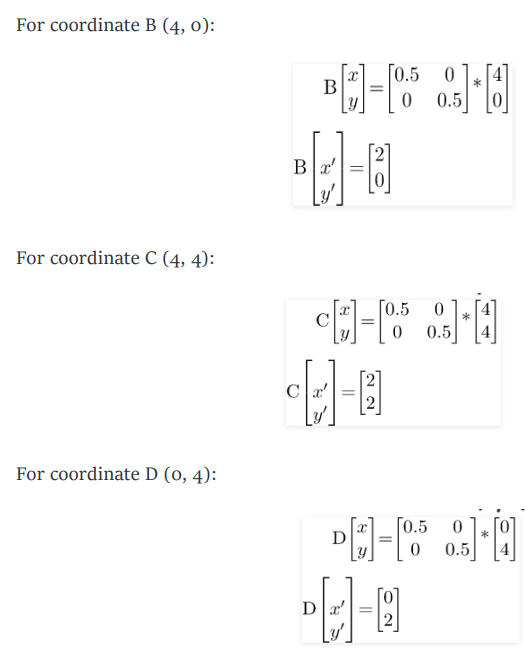 For coordinate B (4, 0):
B[x y] = [0.5 0 0 0.5] * [4 0]
B[x′ y′] = [2 0]
For coordinate C (4, 4):
C[x y] = [0.5 0 0 0.5] * [4 4]
C[x′ y′] = [2 2]
For coordinate D (0, 4):
D[x y] = [0.5 0 0 0.5] * [0 4]
D[x′ y′] = [0 2]